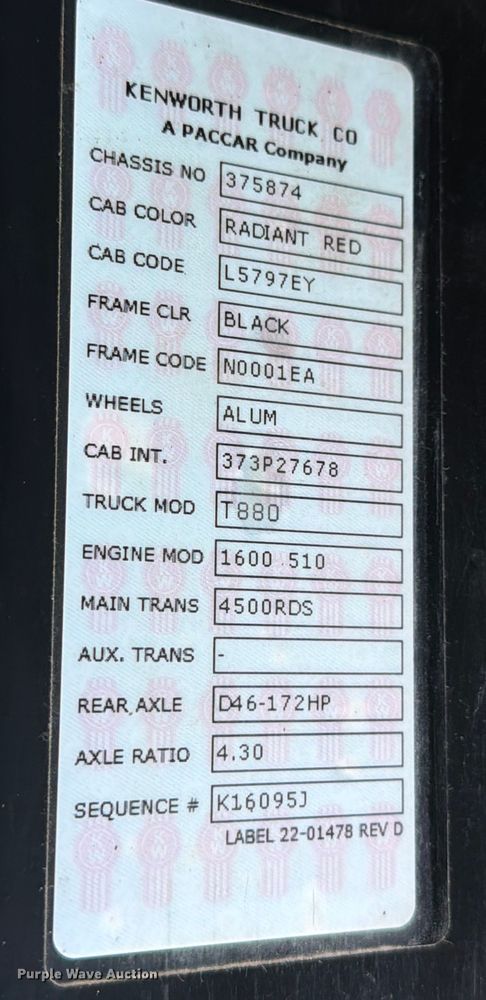 KENWORTH TRUCK CO
A PACCAR Company
CHASSIS NO 375874
CAB COLOR RADIANT RED
CAB CODE L5797EY
FRAME CLR BLACK
FRAME CODE N0001EA
WHEELS ALUM
CAB INT. 373P27678
TRUCK MOD T880
ENGINE MOD 1600 510
MAIN TRANS 4500RDS
AUX. TRANS -
REAR AXLE D46-172HP
AXLE RATIO 4.30
SEQUENCE # K16095J
LABEL 22-01478 REV D
Purple Wave Auction